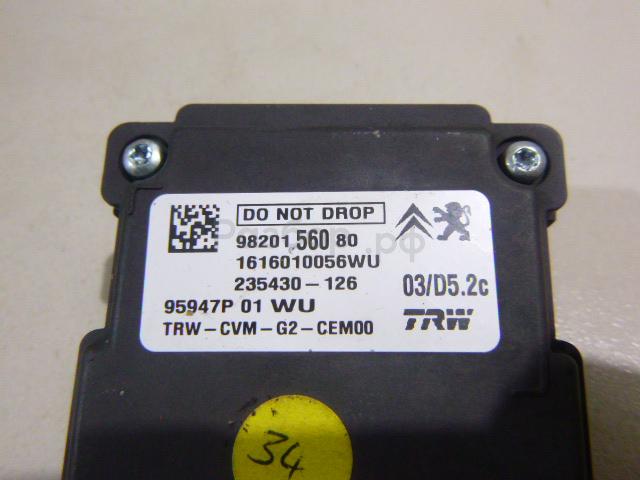 DO NOT DROP
98201 560 80
1616010056WU
235430-126
03/D5.2c
95947P 01 WU
TRW-CVM-G2-CEM00
TRW
34